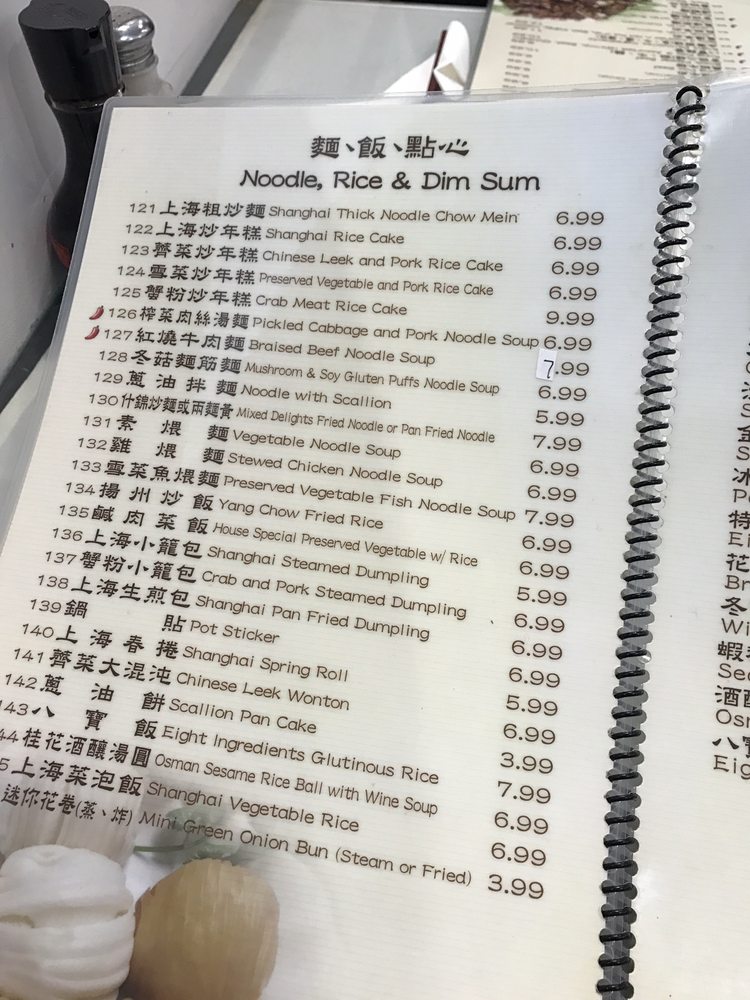 麵、飯、點心
Noodle, Rice & Dim Sum
121 上海粗炒麵 Shanghai Thick Noodle Chow Mein 6.99
122 上海炒年糕 Shanghai Rice Cake 6.99
123 薺菜炒年糕 Chinese Leek and Pork Rice Cake 6.99
124 雪菜炒年糕 Preserved Vegetable and Pork Rice Cake 6.99
125 蟹粉炒年糕 Crab Meat Rice Cake 9.99
126 榨菜肉絲湯麵 Pickled Cabbage and Pork Noodle Soup 6.99
127 紅燒牛肉麵 Braised Beef Noodle Soup 7.99
128 冬菇麵筋麵 Mushroom & Soy Gluten Puffs Noodle Soup 6.99
129 蔥油拌麵 Noodle with Scallion 5.99
130 什錦炒麵或兩麵黃 Mixed Delights Fried Noodle or Pan Fried Noodle 7.99
131 素煨麵 Vegetable Noodle Soup 6.99
132 雞煨麵 Stewed Chicken Noodle Soup 6.99
133 雪菜魚煨麵 Preserved Vegetable Fish Noodle Soup 7.99
134 揚州炒飯 Yang Chow Fried Rice 6.99
135 鹹肉菜飯 House Special Preserved Vegetable w/ Rice 6.99
136 上海小籠包 Shanghai Steamed Dumpling 5.99
137 蟹粉小籠包 Crab and Pork Steamed Dumpling 6.99
138 上海生煎包 Shanghai Pan Fried Dumpling 6.99
139 鍋貼 Pot Sticker 6.99
140 上海春捲 Shanghai Spring Roll 5.99
141 薺菜大混沌 Chinese Leek Wonton 6.99
142 蔥油餅 Scallion Pan Cake 3.99
143 八寶飯 Eight Ingredients Glutinous Rice 7.99
44 桂花酒釀湯圓 Osman Sesame Rice Ball with Wine Soup 6.99
5 上海菜泡飯 Shanghai Vegetable Rice 6.99
迷你花卷(蒸、炸) Mini Green Onion Bun (Steam or Fried) 3.99
冰
特
Ei
花
Br
冬
Wi
蝦
酒
Osm
八寶
Eig